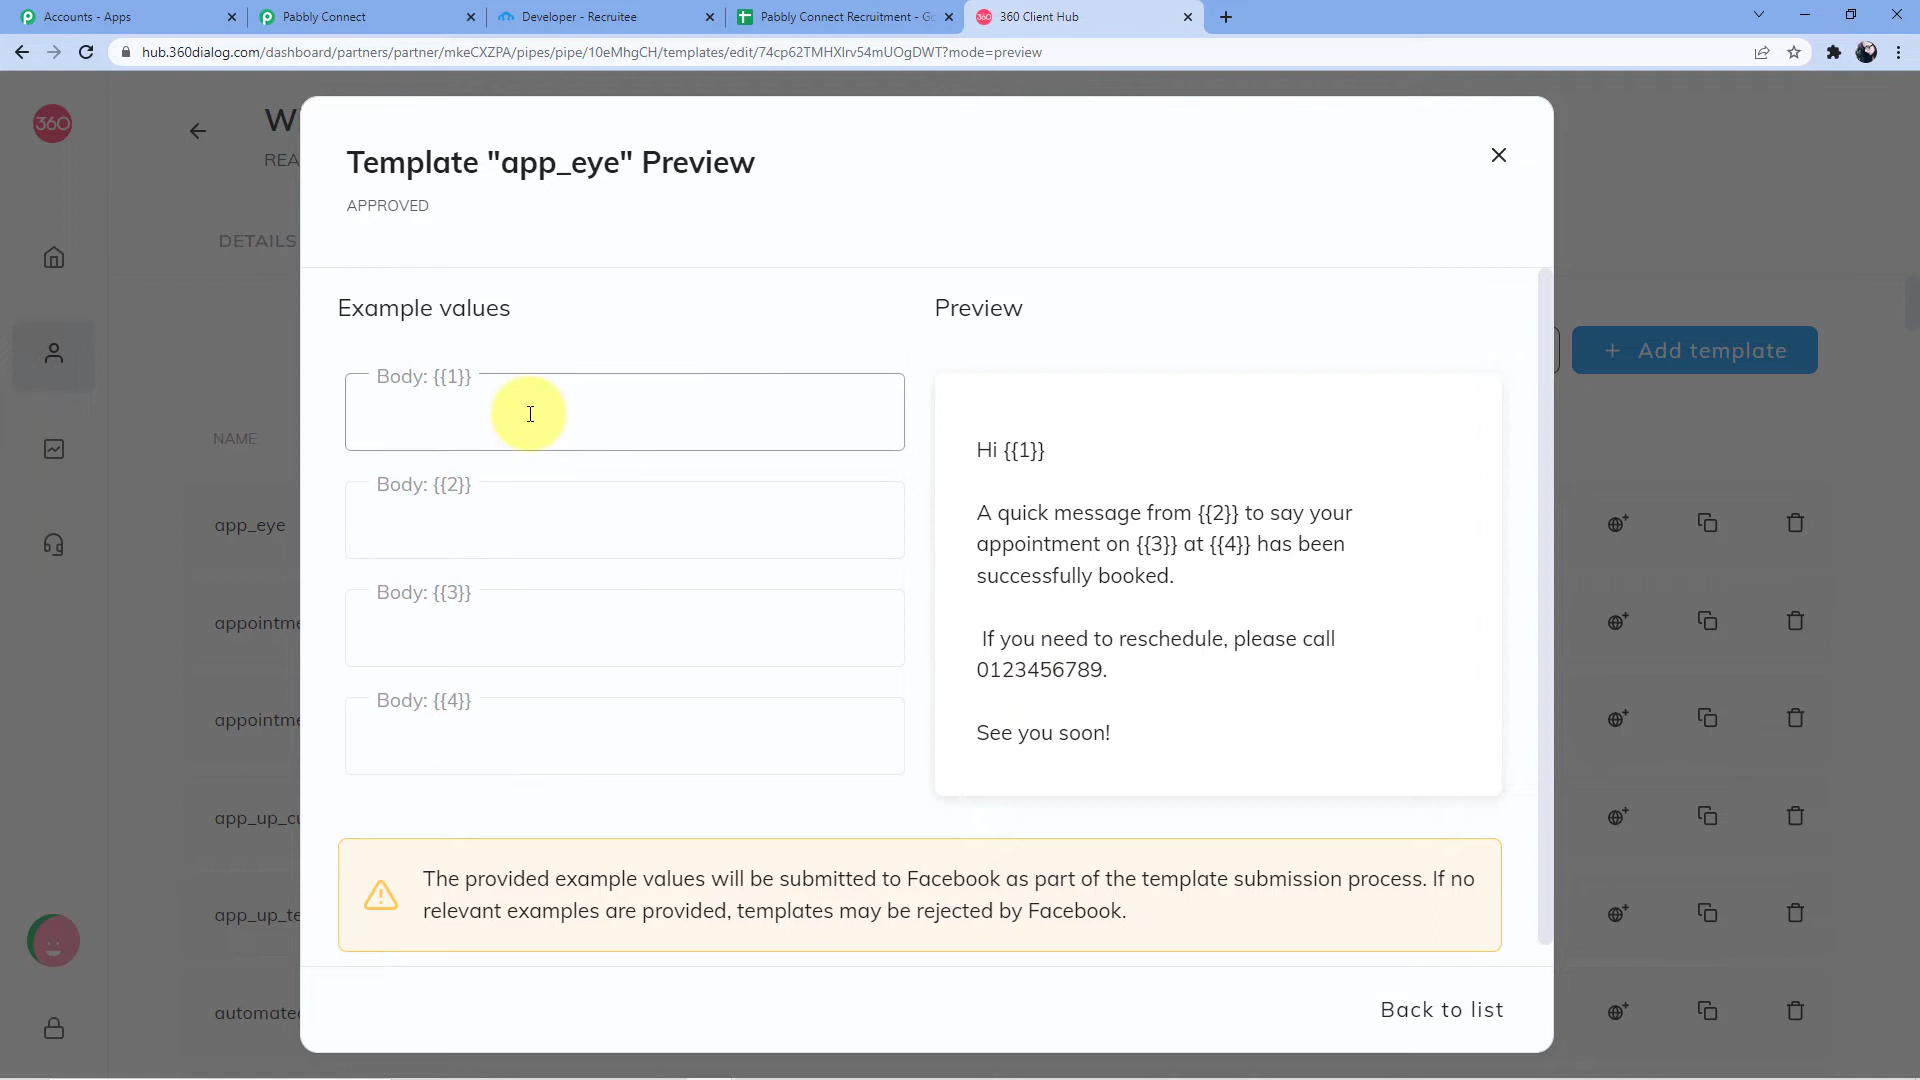 Accounts - Apps
Pabbly Connect
Developer - Recruitee
Pabbly Connect Recruitment - Go
360 Client Hub
hub.360dialog.com/dashboard/partners/partner/mkeCXZPA/pipes/pipe/10eMhgCH/templates/edit/74cp62TMHXlrv54mUOgDWT?mode=preview
360
W
REA
DETAILS
Template "app_eye" Preview
APPROVED
Example values
Preview
Body: {{1}}
Body: {{2}}
Body: {{3}}
Body: {{4}}
Hi {{1}}
A quick message from {{2}} to say your
appointment on {{3}} at {{4}} has been
successfully booked.
If you need to reschedule, please call
0123456789.
See you soon!
+ Add template
NAME
app_eye
appointme
appointme
app_up_cu
app_up_te
automated
The provided example values will be submitted to Facebook as part of the template submission process. If no
relevant examples are provided, templates may be rejected by Facebook.
Back to list